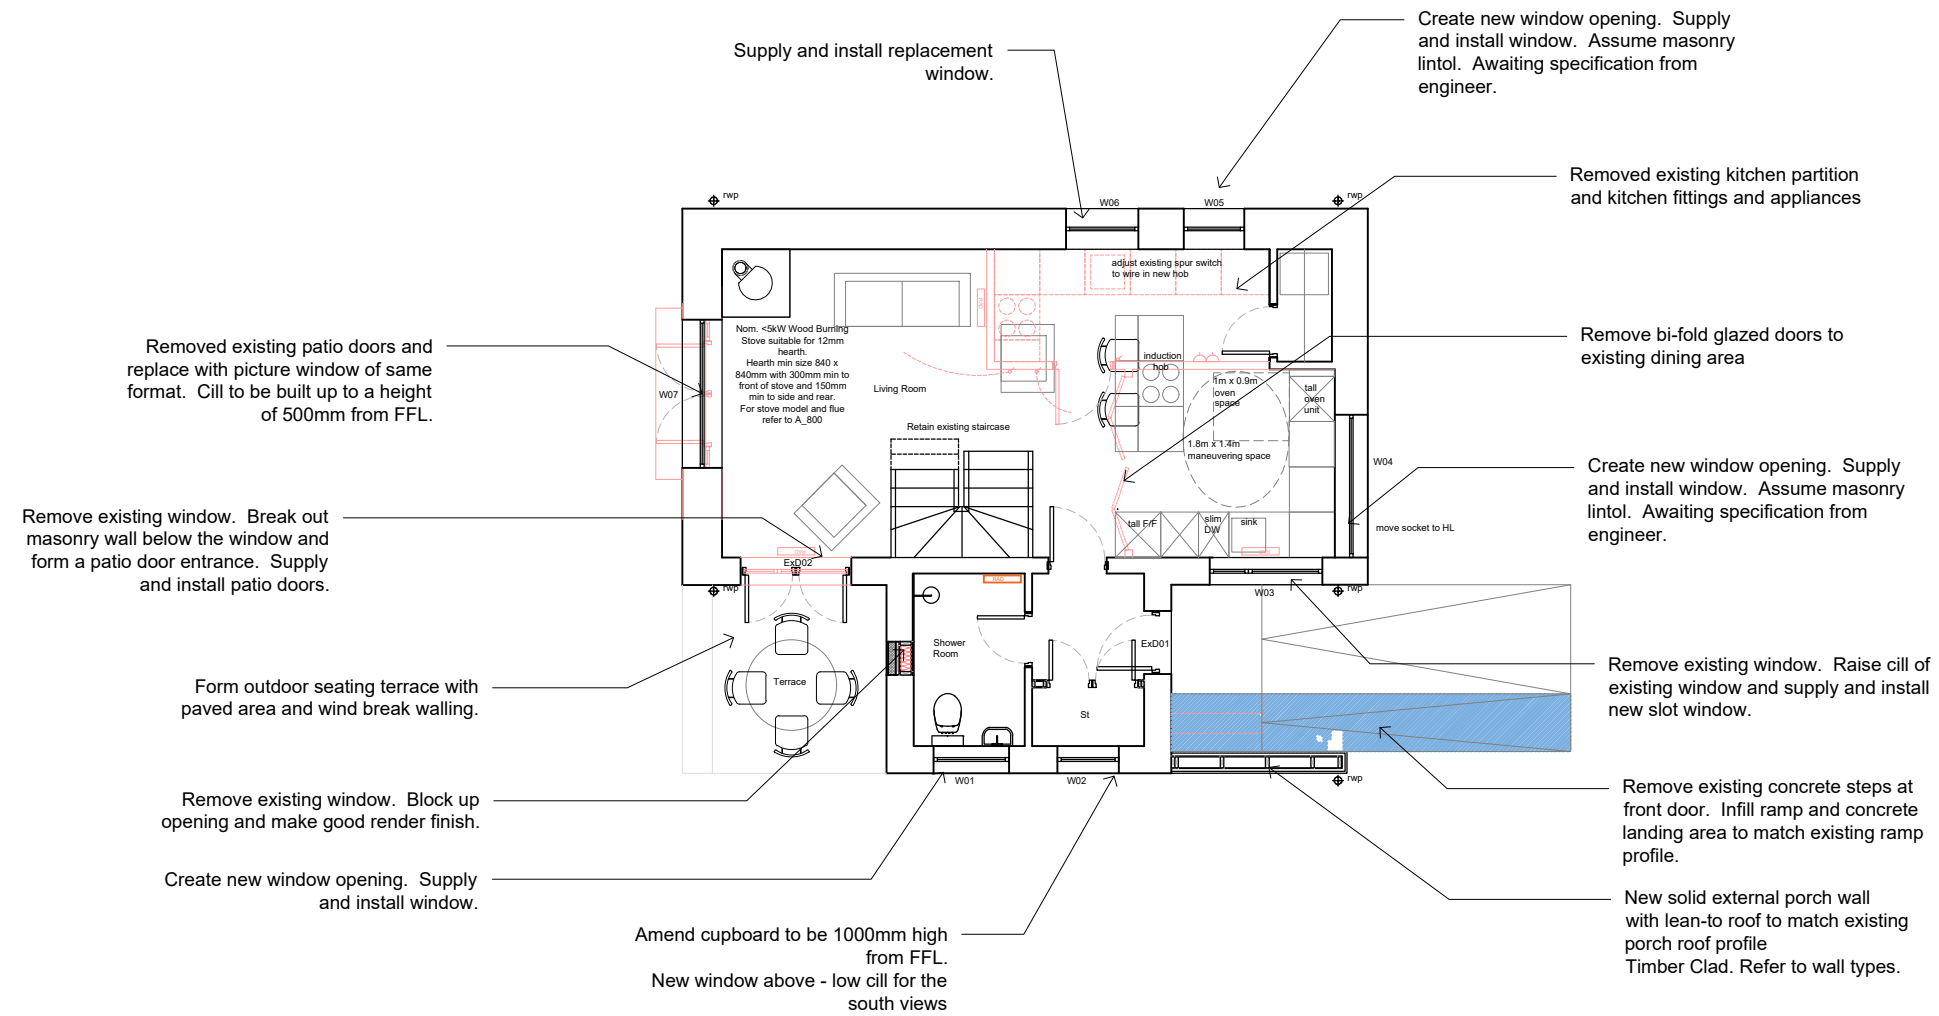 Create new window opening.  Supply
and install window.  Assume masonry
lintol.  Awaiting specification from
engineer.
Supply and install replacement
window.
Removed existing kitchen partition
and kitchen fittings and appliances
rwp
W06
W05
rwp
adjust existing spur switch
to wire in new hob
Nom. <5kW Wood Burning
Stove suitable for 12mm
hearth.
Hearth min size 840 x
840mm with 300mm min to
front of stove and 150mm
min to side and rear.
For stove model and flue
refer to A_800
Removed existing patio doors and
replace with picture window of same
format.  Cill to be built up to a height
of 500mm from FFL.
W07
Living Room
induction
hob
1m x 0.9m
oven
space
tall
oven
unit
Remove bi-fold glazed doors to
existing dining area
Retain existing staircase
1.8m x 1.4m
maneuvering space
W04
Create new window opening.  Supply
and install window.  Assume masonry
lintol.  Awaiting specification from
engineer.
move socket to HL
tall F/F
slim
DW
sink
Remove existing window.  Break out
masonry wall below the window and
form a patio door entrance.  Supply
and install patio doors.
ExD02
RAD
rwp
W03
rwp
Shower
Room
ExD01
Remove existing window.  Raise cill of
existing window and supply and install
new slot window.
Form outdoor seating terrace with
paved area and wind break walling.
Terrace
St
W01
W02
rwp
Remove existing window.  Block up
opening and make good render finish.
Remove existing concrete steps at
front door.  Infill ramp and concrete
landing area to match existing ramp
profile.
Create new window opening.  Supply
and install window.
New solid external porch wall
with lean-to roof to match existing
porch roof profile
Timber Clad. Refer to wall types.
Amend cupboard to be 1000mm high
from FFL.
New window above - low cill for the
south views